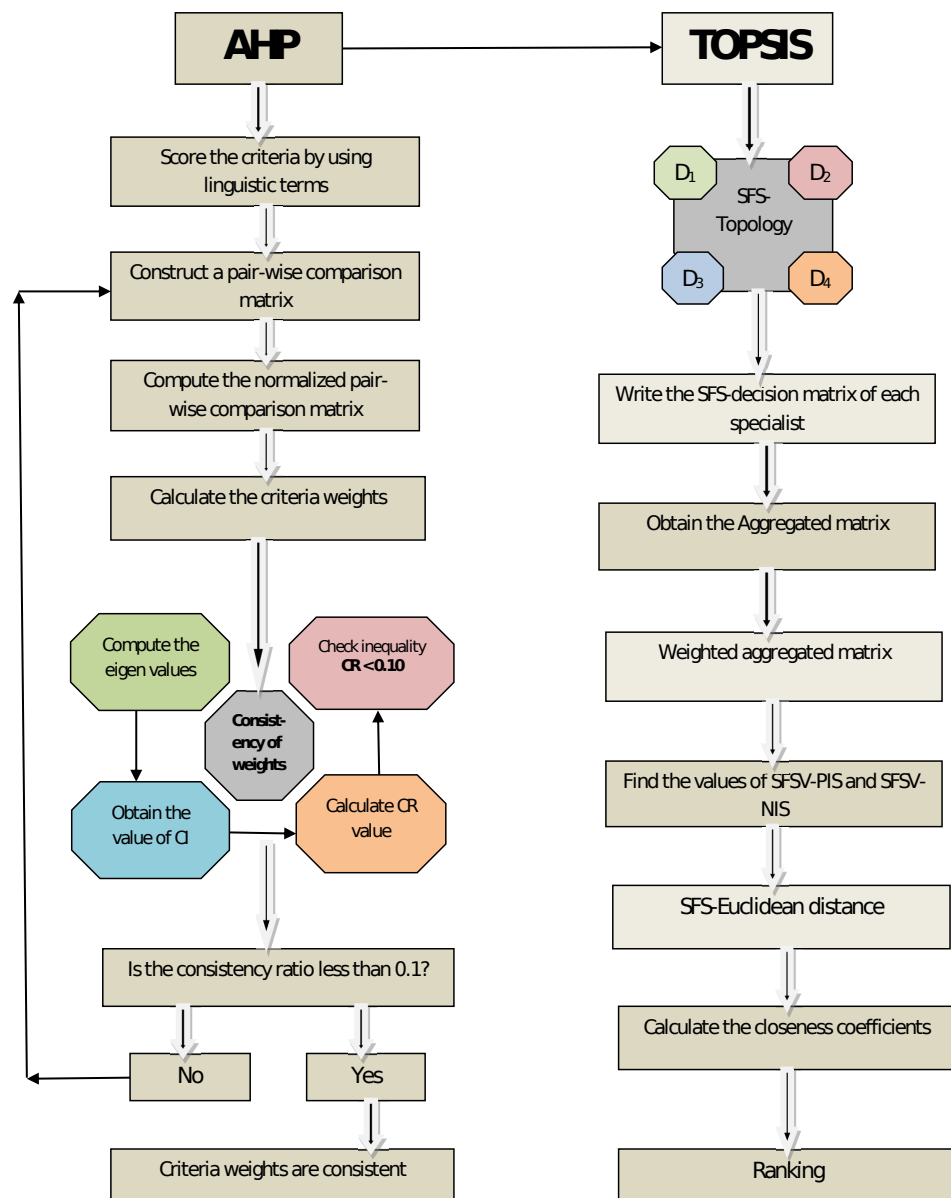 AHP
Score the criteria by using
linguistic terms
Construct a pair-wise comparison
matrix
Compute the normalized pair-
wise comparison matrix
Calculate the criteria weights
Compute the
eigen values
Check inequality
CR <0.10
Consist-
ency of
weights
Obtain the
value of CI
Calculate CR
value
Is the consistency ratio less than 0.1?
No
Yes
Criteria weights are consistent
TOPSIS
D₁
D₂
SFS-
Topology
D₃
D₄
Write the SFS-decision matrix of each
specialist
Obtain the Aggregated matrix
Weighted aggregated matrix
Find the values of SFSV-PIS and SFSV-
NIS
SFS-Euclidean distance
Calculate the closeness coefficients
Ranking